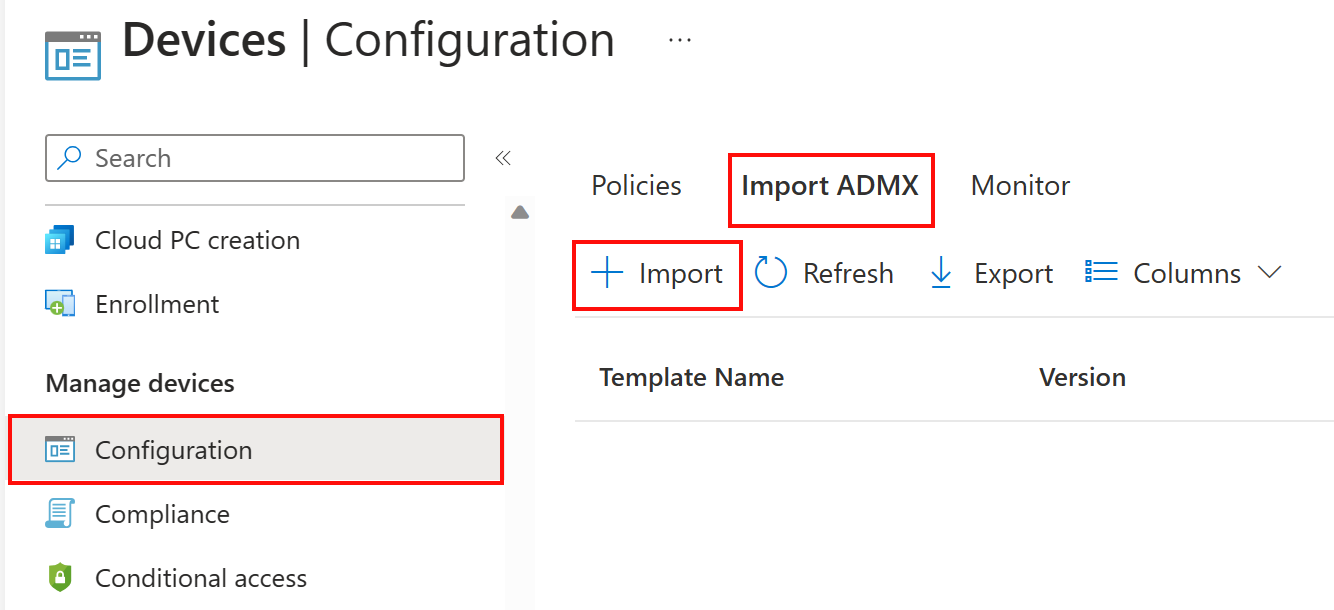 Devices | Configuration ...
Search
Cloud PC creation
Enrollment
Manage devices
Configuration
Compliance
Conditional access
Policies Import ADMX Monitor
Import Refresh Export Columns
Template Name Version